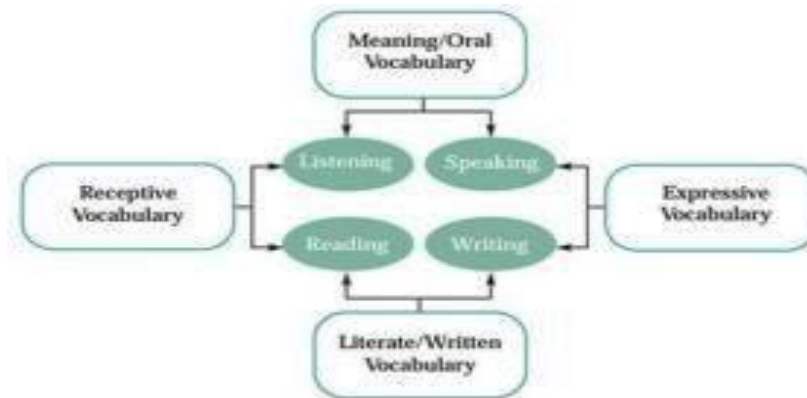 Meaning/Oral
Vocabulary
Listening
Speaking
Receptive
Vocabulary
Expressive
Vocabulary
Reading
Writing
Literate/Written
Vocabulary